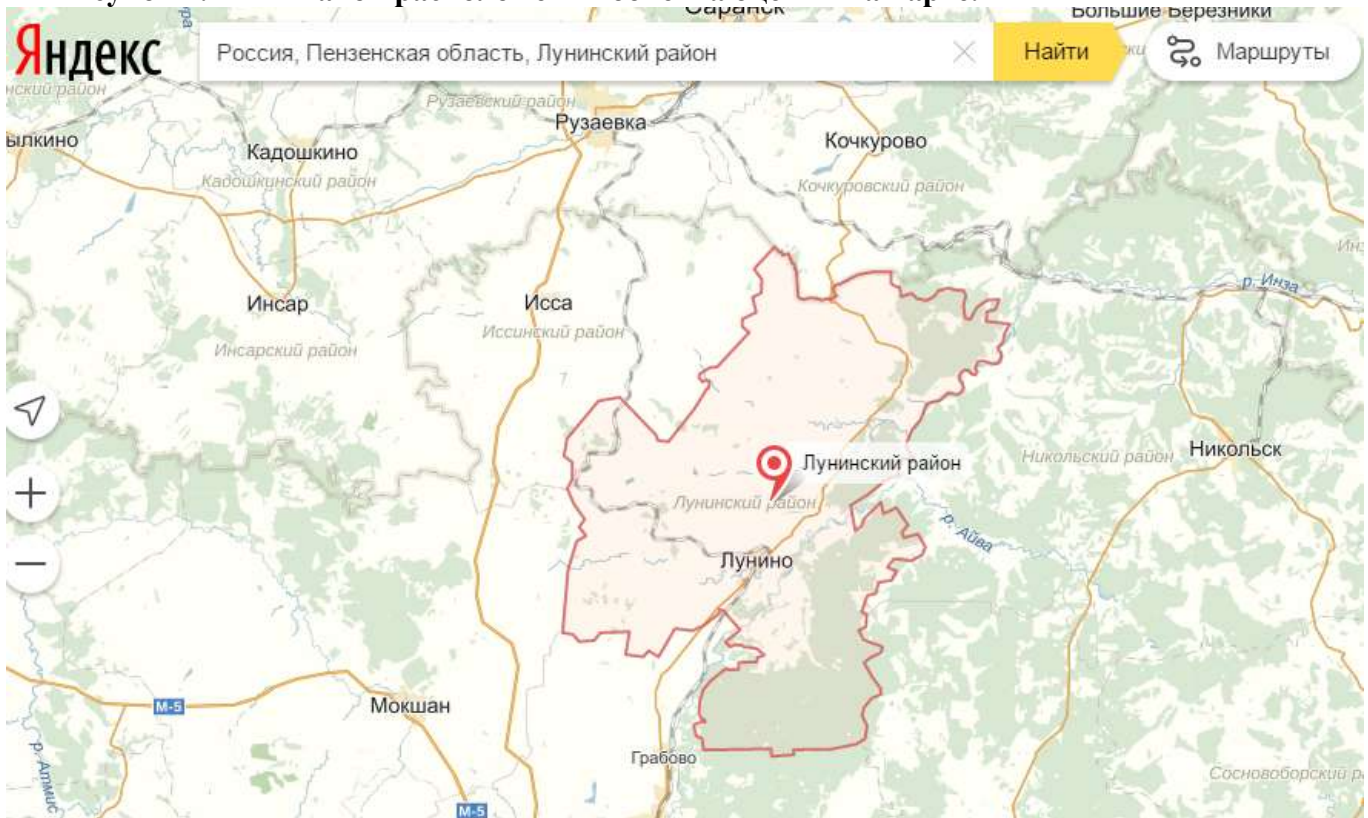 Саранск
Большие Березники
Яндекс
Россия, Пензенская область, Лунинский район
Найти
Маршруты
Рузаевский район
Рузаевка
Кочкурово
Кадошкино
Кадошкинский район
Кочкуровский район
р. Инза
Инсар
Исса
Иссинский район
Инсарский район
Лунинский район
Никольский район
Никольск
Лунинский район
р. Айва
Лунино
М-5
Мокшан
Грабово
р. Атмис
Сосновоборский р
М-5